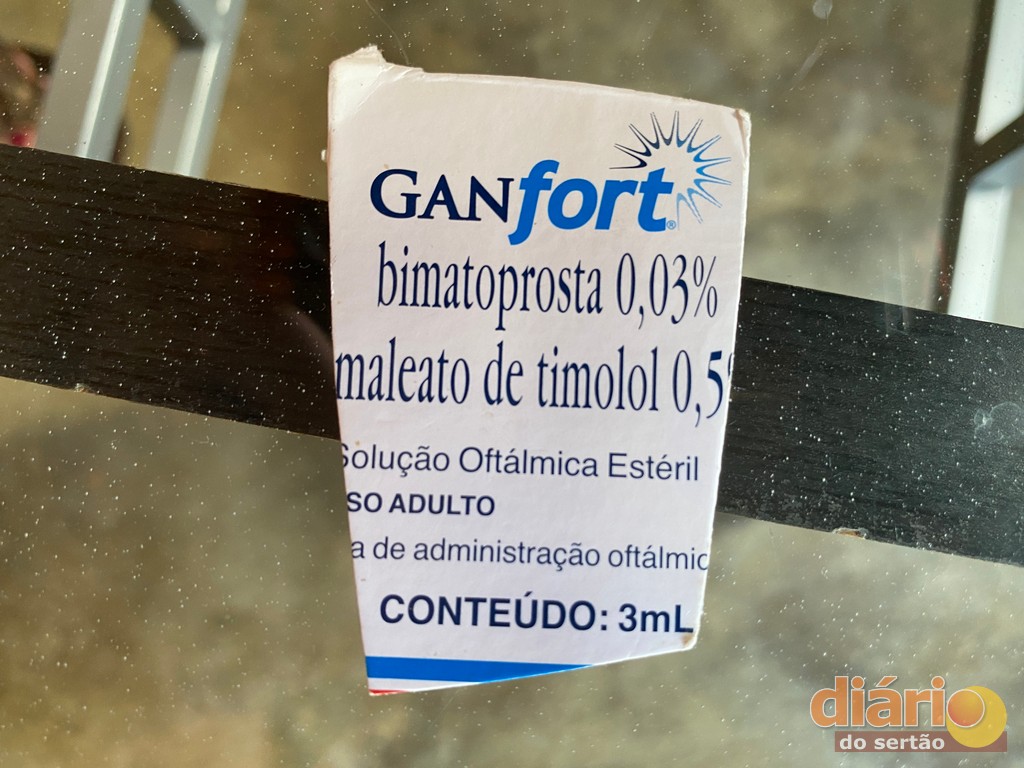 GANfort®
bimatoprosta 0,03%
maleato de timolol 0,5
Solução Oftálmica Estéril
SO ADULTO
a de administração oftálmic
CONTEÚDO: 3mL
diário
do sertão